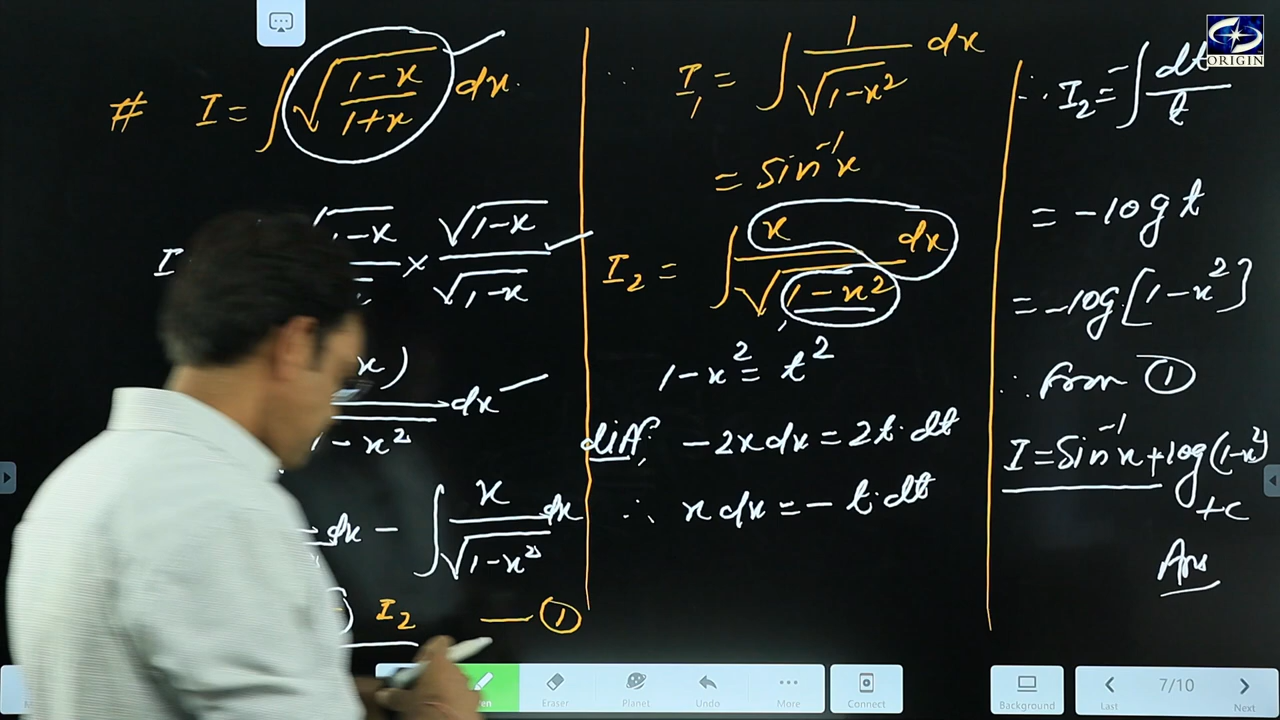 # I = ∫ √(1-x / 1+x) dx.
I √1-x / × √1-x / √1-x
x) / 1-x² dx
dx - ∫ x / √1-x² dx
I₂ — ①
∵ I₁ = ∫ 1 / √1-x² dx
= Sin⁻¹x
I₂ = ∫ x / √1-x² dx
1-x² = t²
diff. -2x dx = 2t. dt
∴ x dx = - t. dt
∴ I₂ = -∫ dt / t
= -log t
= -log [1-x²]
∴ from ①
I = Sin⁻¹x + log(1-x²)
+c
Ans
ORIGIN
Eraser
Planet
Undo
More
Connect
Background
Last
7/10
Next